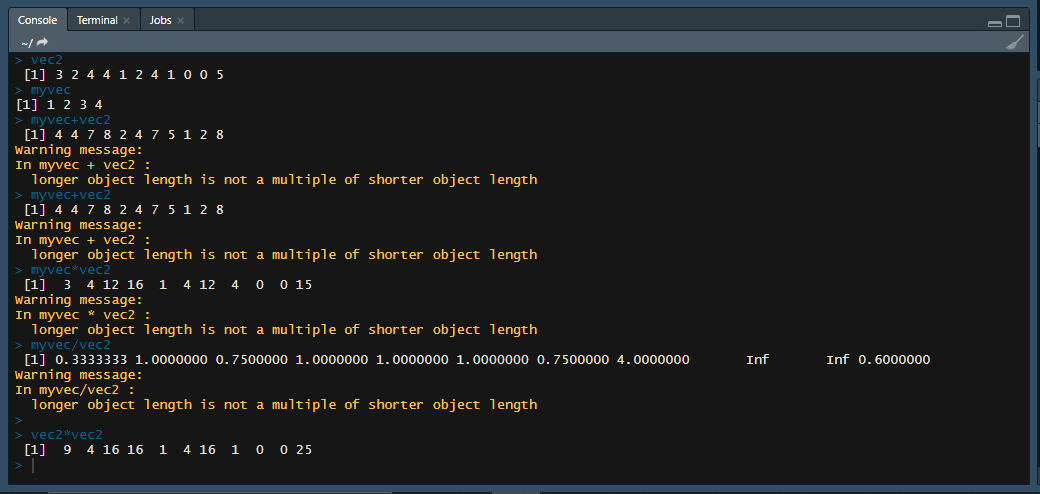 Console Terminal × Jobs ×
~/
> vec2
 [1] 3 2 4 4 1 2 4 1 0 0 5
> myvec
[1] 1 2 3 4
> myvec+vec2
 [1] 4 4 7 8 2 4 7 5 1 2 8
Warning message:
In myvec + vec2 :
  longer object length is not a multiple of shorter object length
> myvec+vec2
 [1] 4 4 7 8 2 4 7 5 1 2 8
Warning message:
In myvec + vec2 :
  longer object length is not a multiple of shorter object length
> myvec*vec2
 [1]  3  4 12 16  1  4 12  4  0  0 15
Warning message:
In myvec * vec2 :
  longer object length is not a multiple of shorter object length
> myvec/vec2
 [1] 0.3333333 1.0000000 0.7500000 1.0000000 1.0000000 1.0000000 0.7500000 4.0000000       Inf       Inf 0.6000000
Warning message:
In myvec/vec2 :
  longer object length is not a multiple of shorter object length
>
> vec2*vec2
 [1]  9  4 16 16  1  4 16  1  0  0 25
>